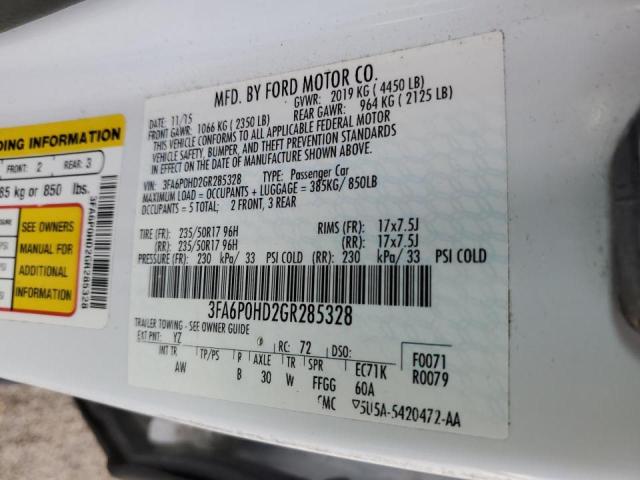 MFD. BY FORD MOTOR CO.
DATE: 11/15 GVWR: 2019 KG ( 4450 LB)
FRONT GAWR: 1066 KG ( 2350 LB) REAR GAWR: 964 KG ( 2125 LB)
THIS VEHICLE CONFORMS TO ALL APPLICABLE FEDERAL MOTOR
VEHICLE SAFETY, BUMPER, AND THEFT PREVENTION STANDARDS
IN EFFECT ON THE DATE OF MANUFACTURE SHOWN ABOVE.
VIN: 3FA6P0HD2GR285328 TYPE: Passenger Car
MAXIMUM LOAD = OCCUPANTS + LUGGAGE = 385KG/ 850LB
OCCUPANTS = 5 TOTAL: 2 FRONT, 3 REAR
TIRE (FR): 235/50R17 96H RIMS (FR): 17x7.5J
(RR): 235/50R17 96H (RR): 17x7.5J
PRESSURE (FR): 230 kPa/ 33 PSI COLD (RR): 230 kPa/ 33 PSI COLD
3FA6P0HD2GR285328
TRAILER TOWING - SEE OWNER GUIDE
EXT PNT: YZ RC: 72 DSO:
INT TR TP/PS R AXLE TR SPR EC71K
AW B 30 W FFGG 60A
F0071
R0079
5U5A-5420472-AA
DING INFORMATION
FRONT: 2 REAR: 3
85 kg or 850 lbs.
SEE OWNERS
MANUAL FOR
ADDITIONAL
INFORMATION
3FA6P0HD2GR285328